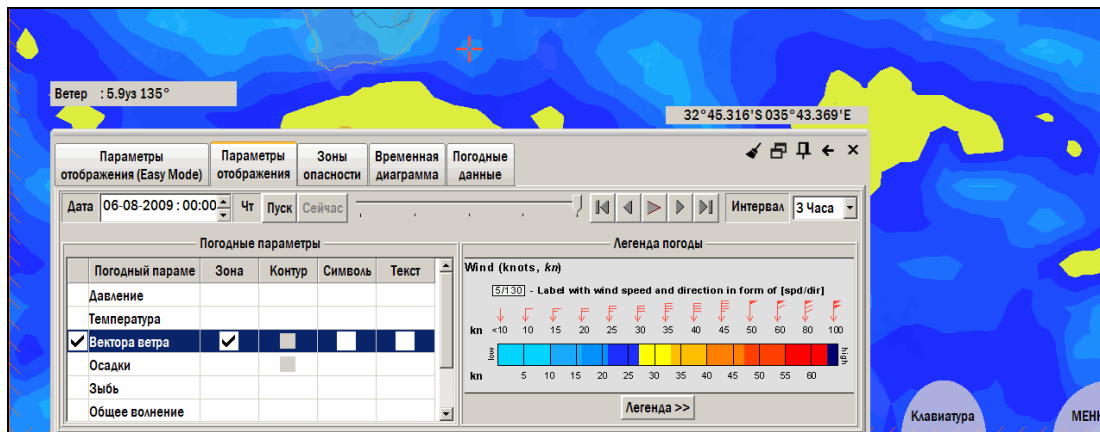 Ветер : 5.9уз 135°
32°45.316'S 035°43.369'E
Параметры отображения (Easy Mode)
Параметры отображения
Зоны опасности
Временная диаграмма
Погодные данные
Дата 06-08-2009 : 00:00 Чт Пуск Сейчас Интервал 3 Часа
Погодные параметры
Погодный параме Зона Контур Символь Текст
Давление
Температура
Вектора ветра
Осадки
Зыбь
Общее волнение
Легенда погоды
Wind (knots, kn)
5/130 - Label with wind speed and direction in form of [spd/dir]
kn <10 10 15 20 25 30 35 40 45 50 60 80 100
low high
kn 5 10 15 20 25 30 35 40 45 50 55 60
Легенда >>
Клавиатура